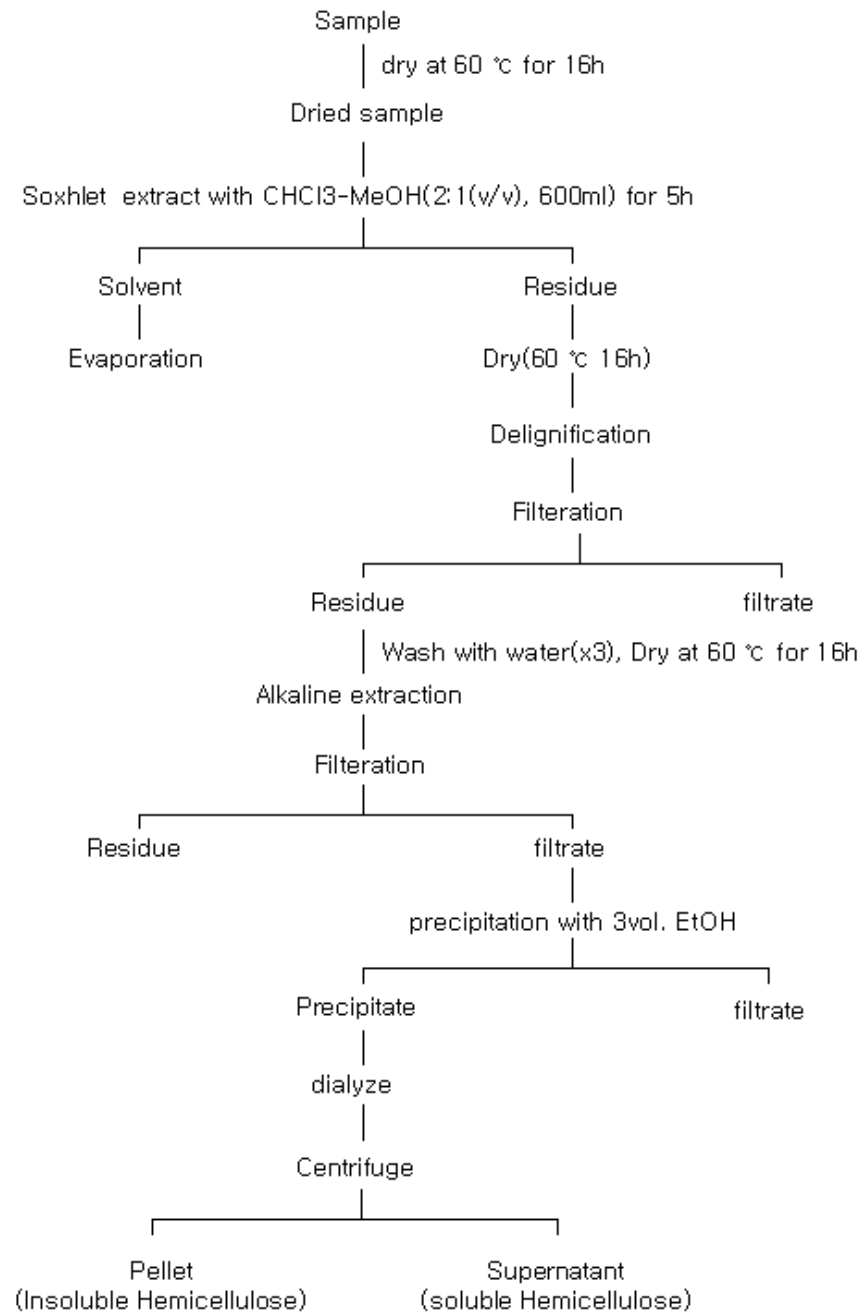 Sample
dry at 60 ℃ for 16h
Dried sample
Soxhlet extract with CHCl3-MeOH(2:1(v/v), 600ml) for 5h
Solvent
Residue
Evaporation
Dry(60 ℃ 16h)
Delignification
Filteration
Residue
filtrate
Wash with water(x3), Dry at 60 ℃ for 16h
Alkaline extraction
Filteration
Residue
filtrate
precipitation with 3vol. EtOH
Precipitate
filtrate
dialyze
Centrifuge
Pellet
(Insoluble Hemicellulose)
Supernatant
(soluble Hemicellulose)